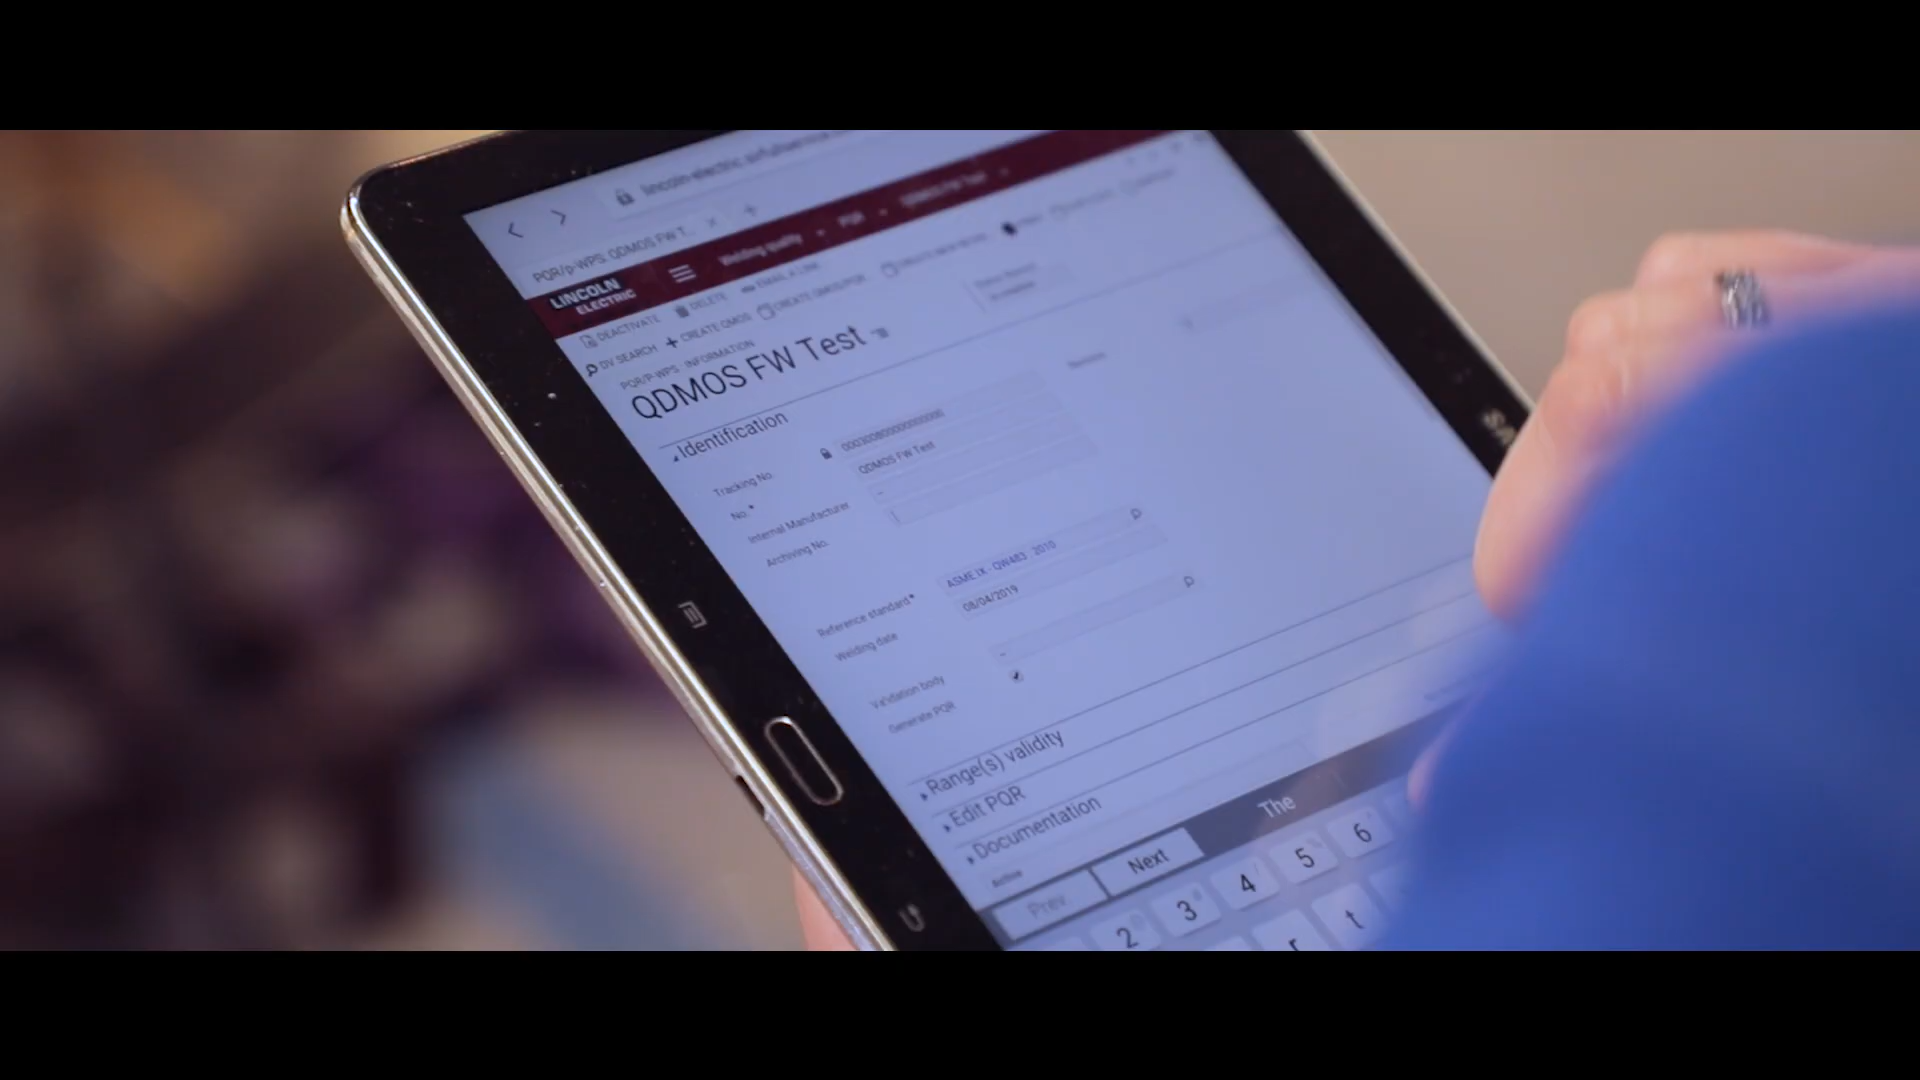 PQR/p-WPS: QDMOS FW T...
LINCOLN
ELECTRIC
Welding quality
PQR
QDMOS FW Test
DEACTIVATE
DELETE
EMAIL A LINK
DV SEARCH
CREATE QMOS
CREATE QMOS/PQR
PQR/P-WPS - INFORMATION
QDMOS FW Test
Identification
Tracking No.
No.* QDMOS FW Test
Internal Manufacturer -
Archiving No.
Reference standard* ASME IX - QW483 : 2010
Welding date 08/04/2019
Validation body -
Generate PQR
Range(s) validity
Edit PQR
Documentation
Active
Prev. Next The
2 3 4 5 6
r t